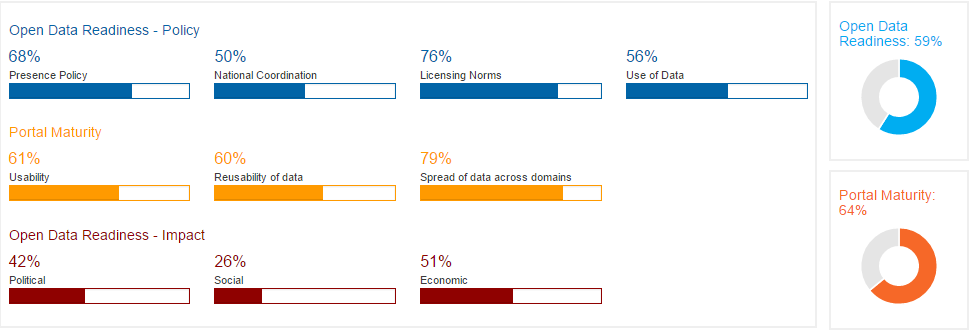 Open Data Readiness - Policy
68%
Presence Policy
50%
National Coordination
76%
Licensing Norms
56%
Use of Data
Portal Maturity
61%
Usability
60%
Reusability of data
79%
Spread of data across domains
Open Data Readiness - Impact
42%
Political
26%
Social
51%
Economic
Open Data
Readiness: 59%
Portal Maturity:
64%